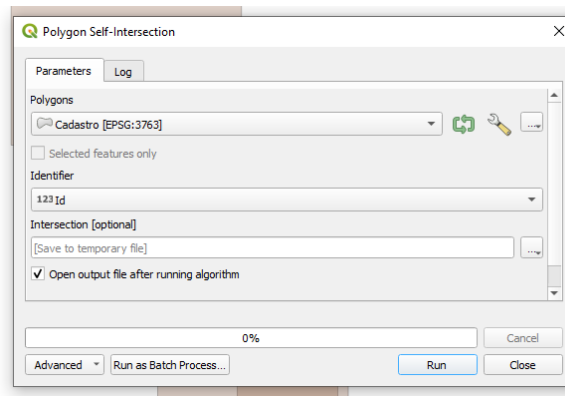 Polygon Self-Intersection
Parameters Log
Polygons
Cadastro [EPSG:3763]
...
Selected features only
Identifier
123 Id
Intersection [optional]
[Save to temporary file]
...
Open output file after running algorithm
0% Cancel
Advanced Run as Batch Process... Run Close